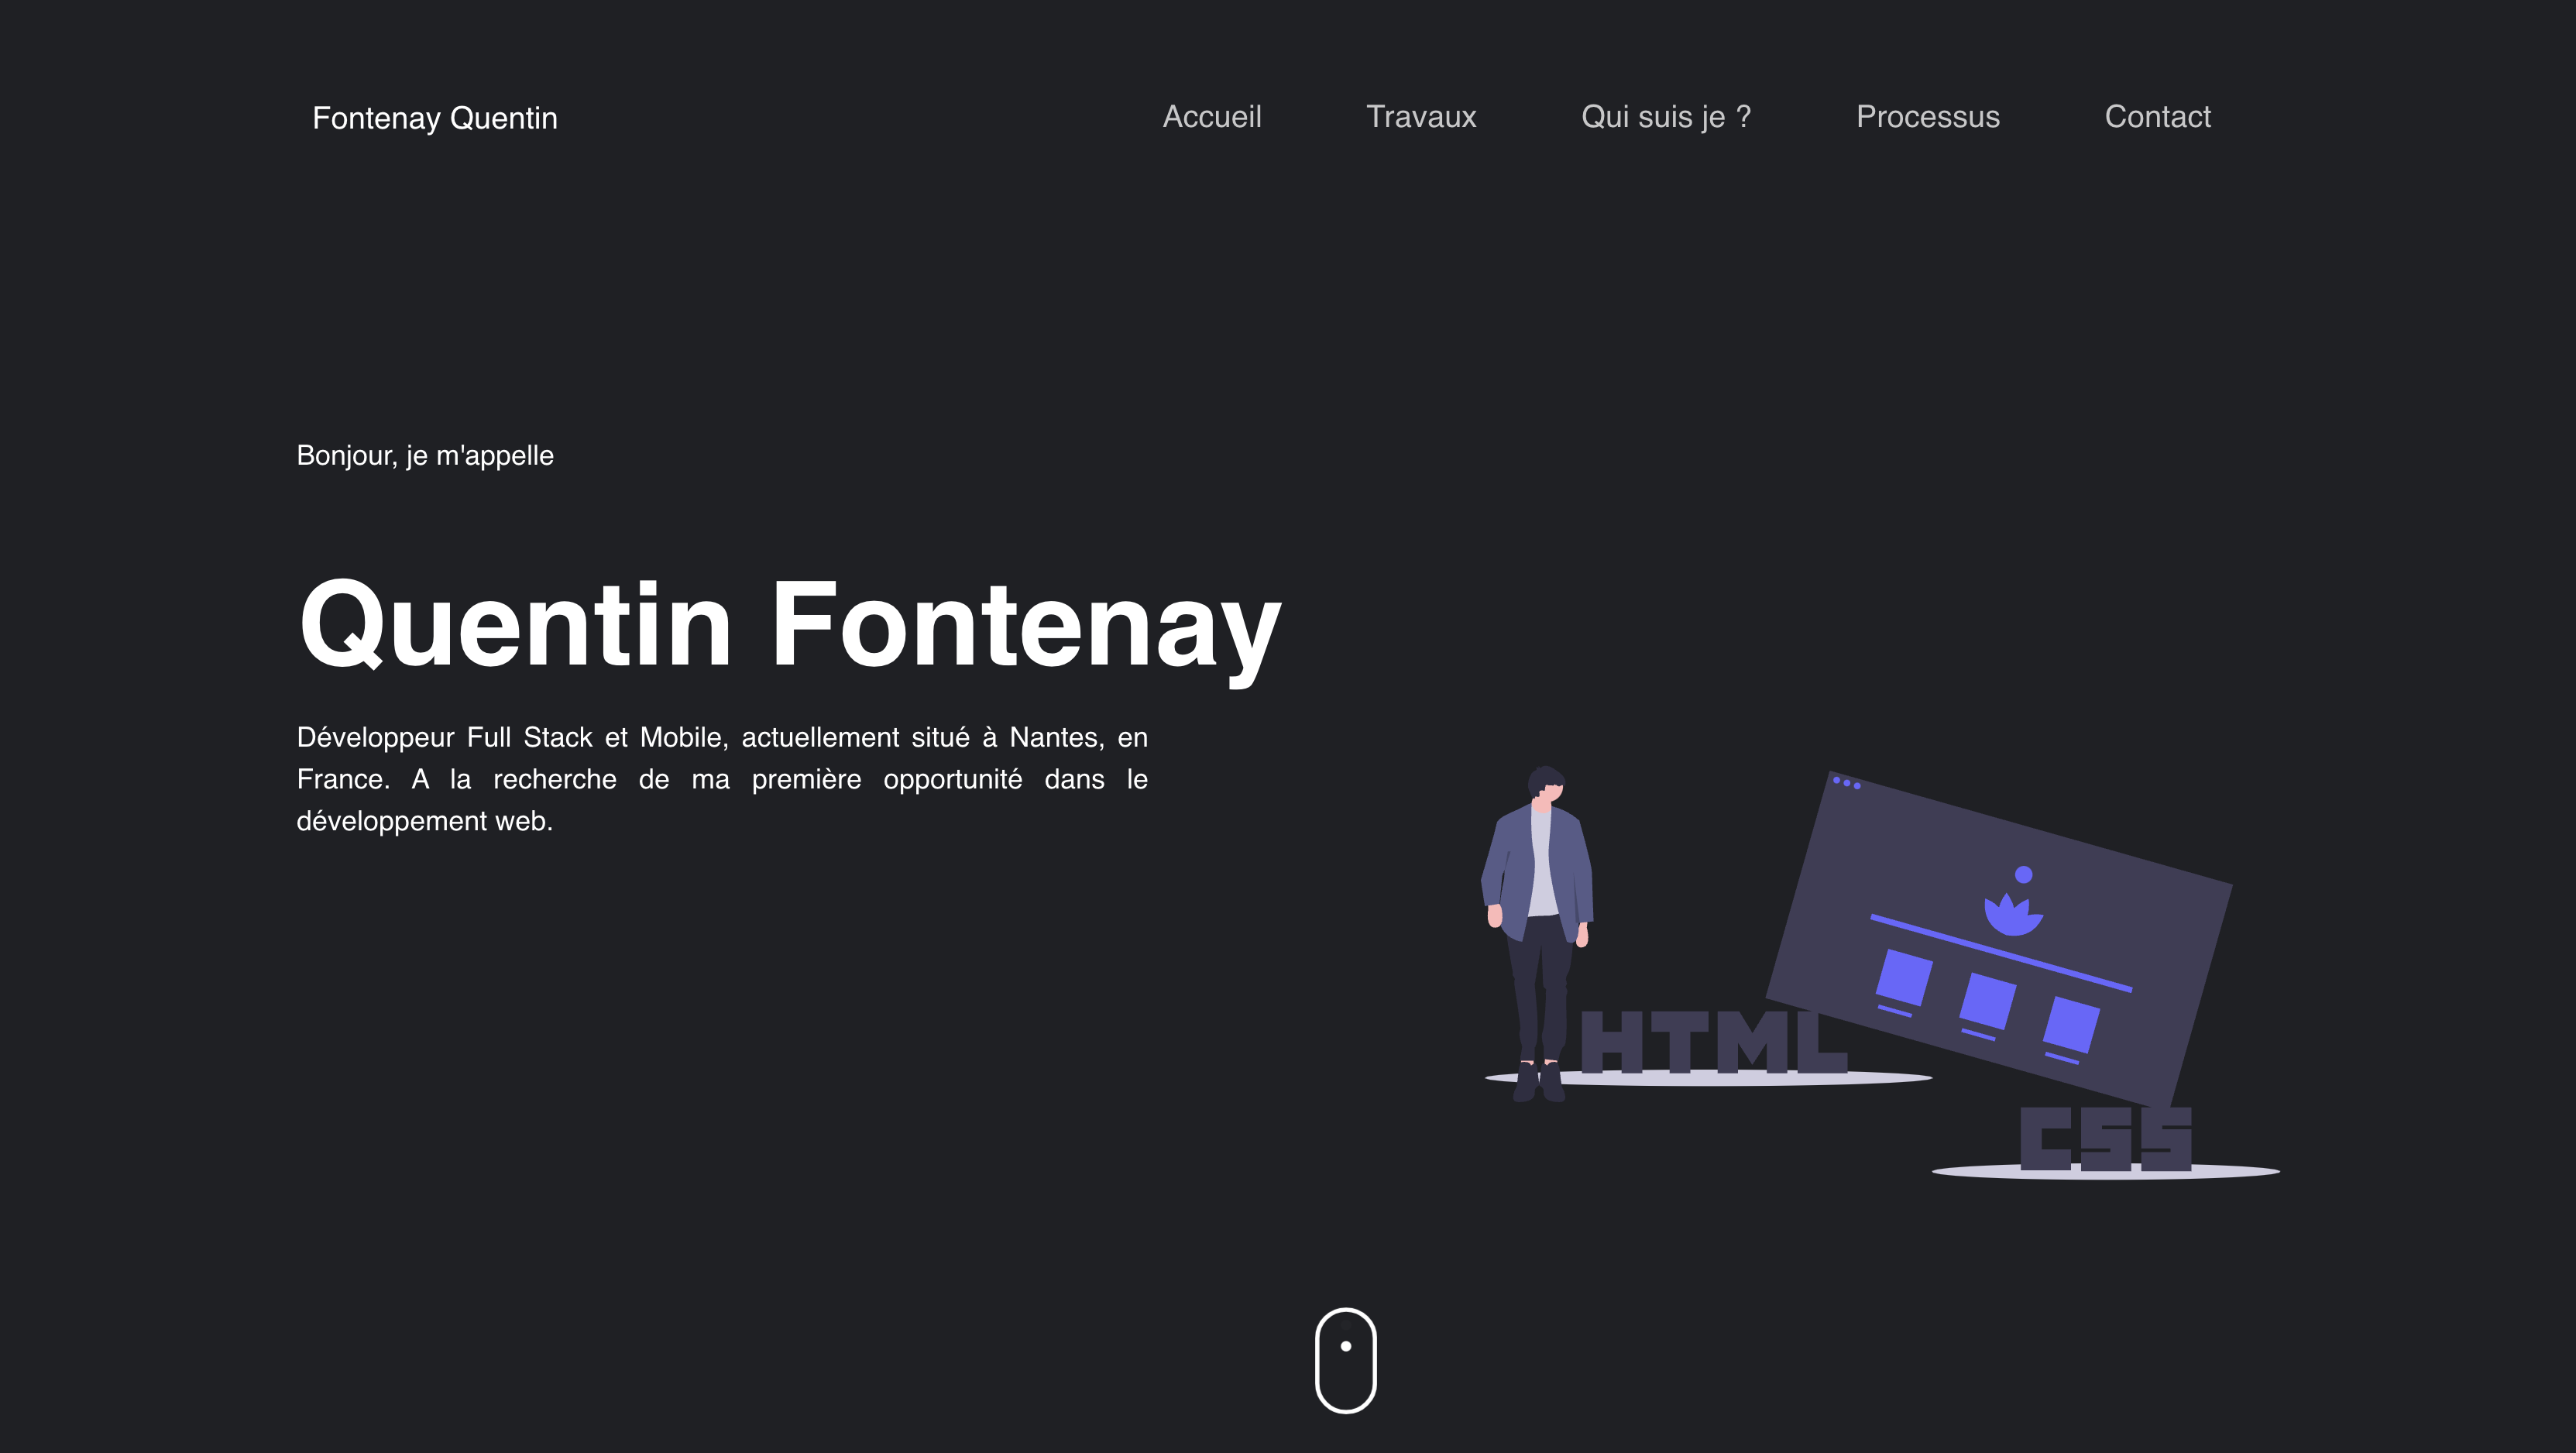 Fontenay Quentin
Accueil Travaux Qui suis je ? Processus Contact
Bonjour, je m'appelle
Quentin Fontenay
Développeur Full Stack et Mobile, actuellement situé à Nantes, en
France. A la recherche de ma première opportunité dans le
développement web.
HTML
CSS